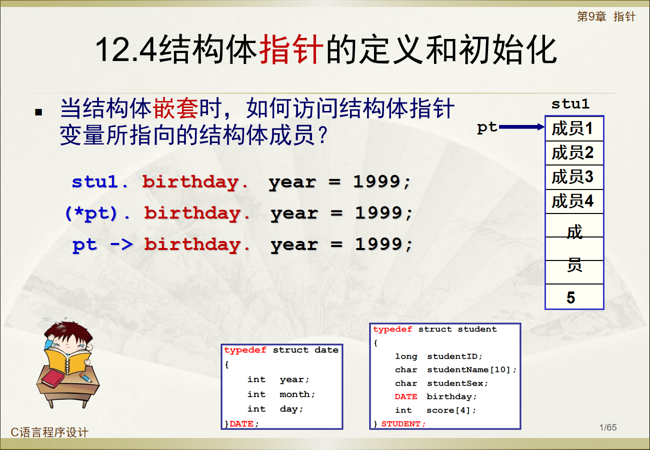 第9章 指针
12.4结构体指针的定义和初始化
■ 当结构体嵌套时，如何访问结构体指针
变量所指向的结构体成员？
stu1. birthday. year = 1999;
(*pt). birthday. year = 1999;
pt -> birthday. year = 1999;
stu1
pt
成员1
成员2
成员3
成员4
成
员
5
typedef struct date
{
int year;
int month;
int day;
}DATE;
typedef struct student
{
long studentID;
char studentName[10];
char studentSex;
DATE birthday;
int score[4];
} STUDENT;
C语言程序设计
1/65